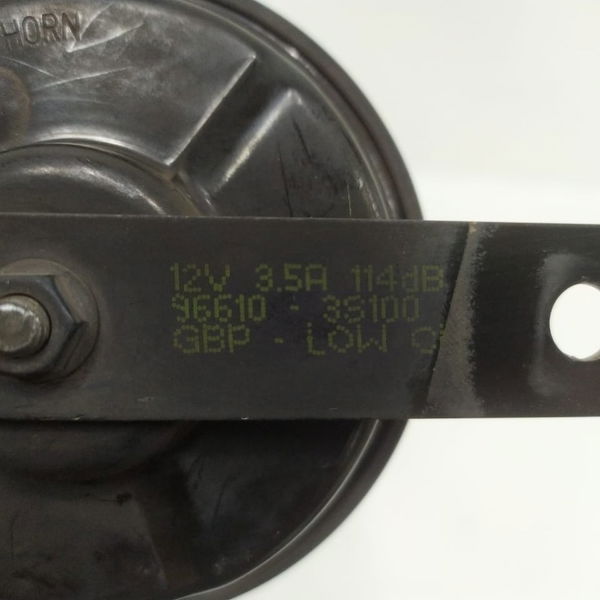 HORN
12V 3.5A 114dB
96610 - 3S100
GBP - LOW